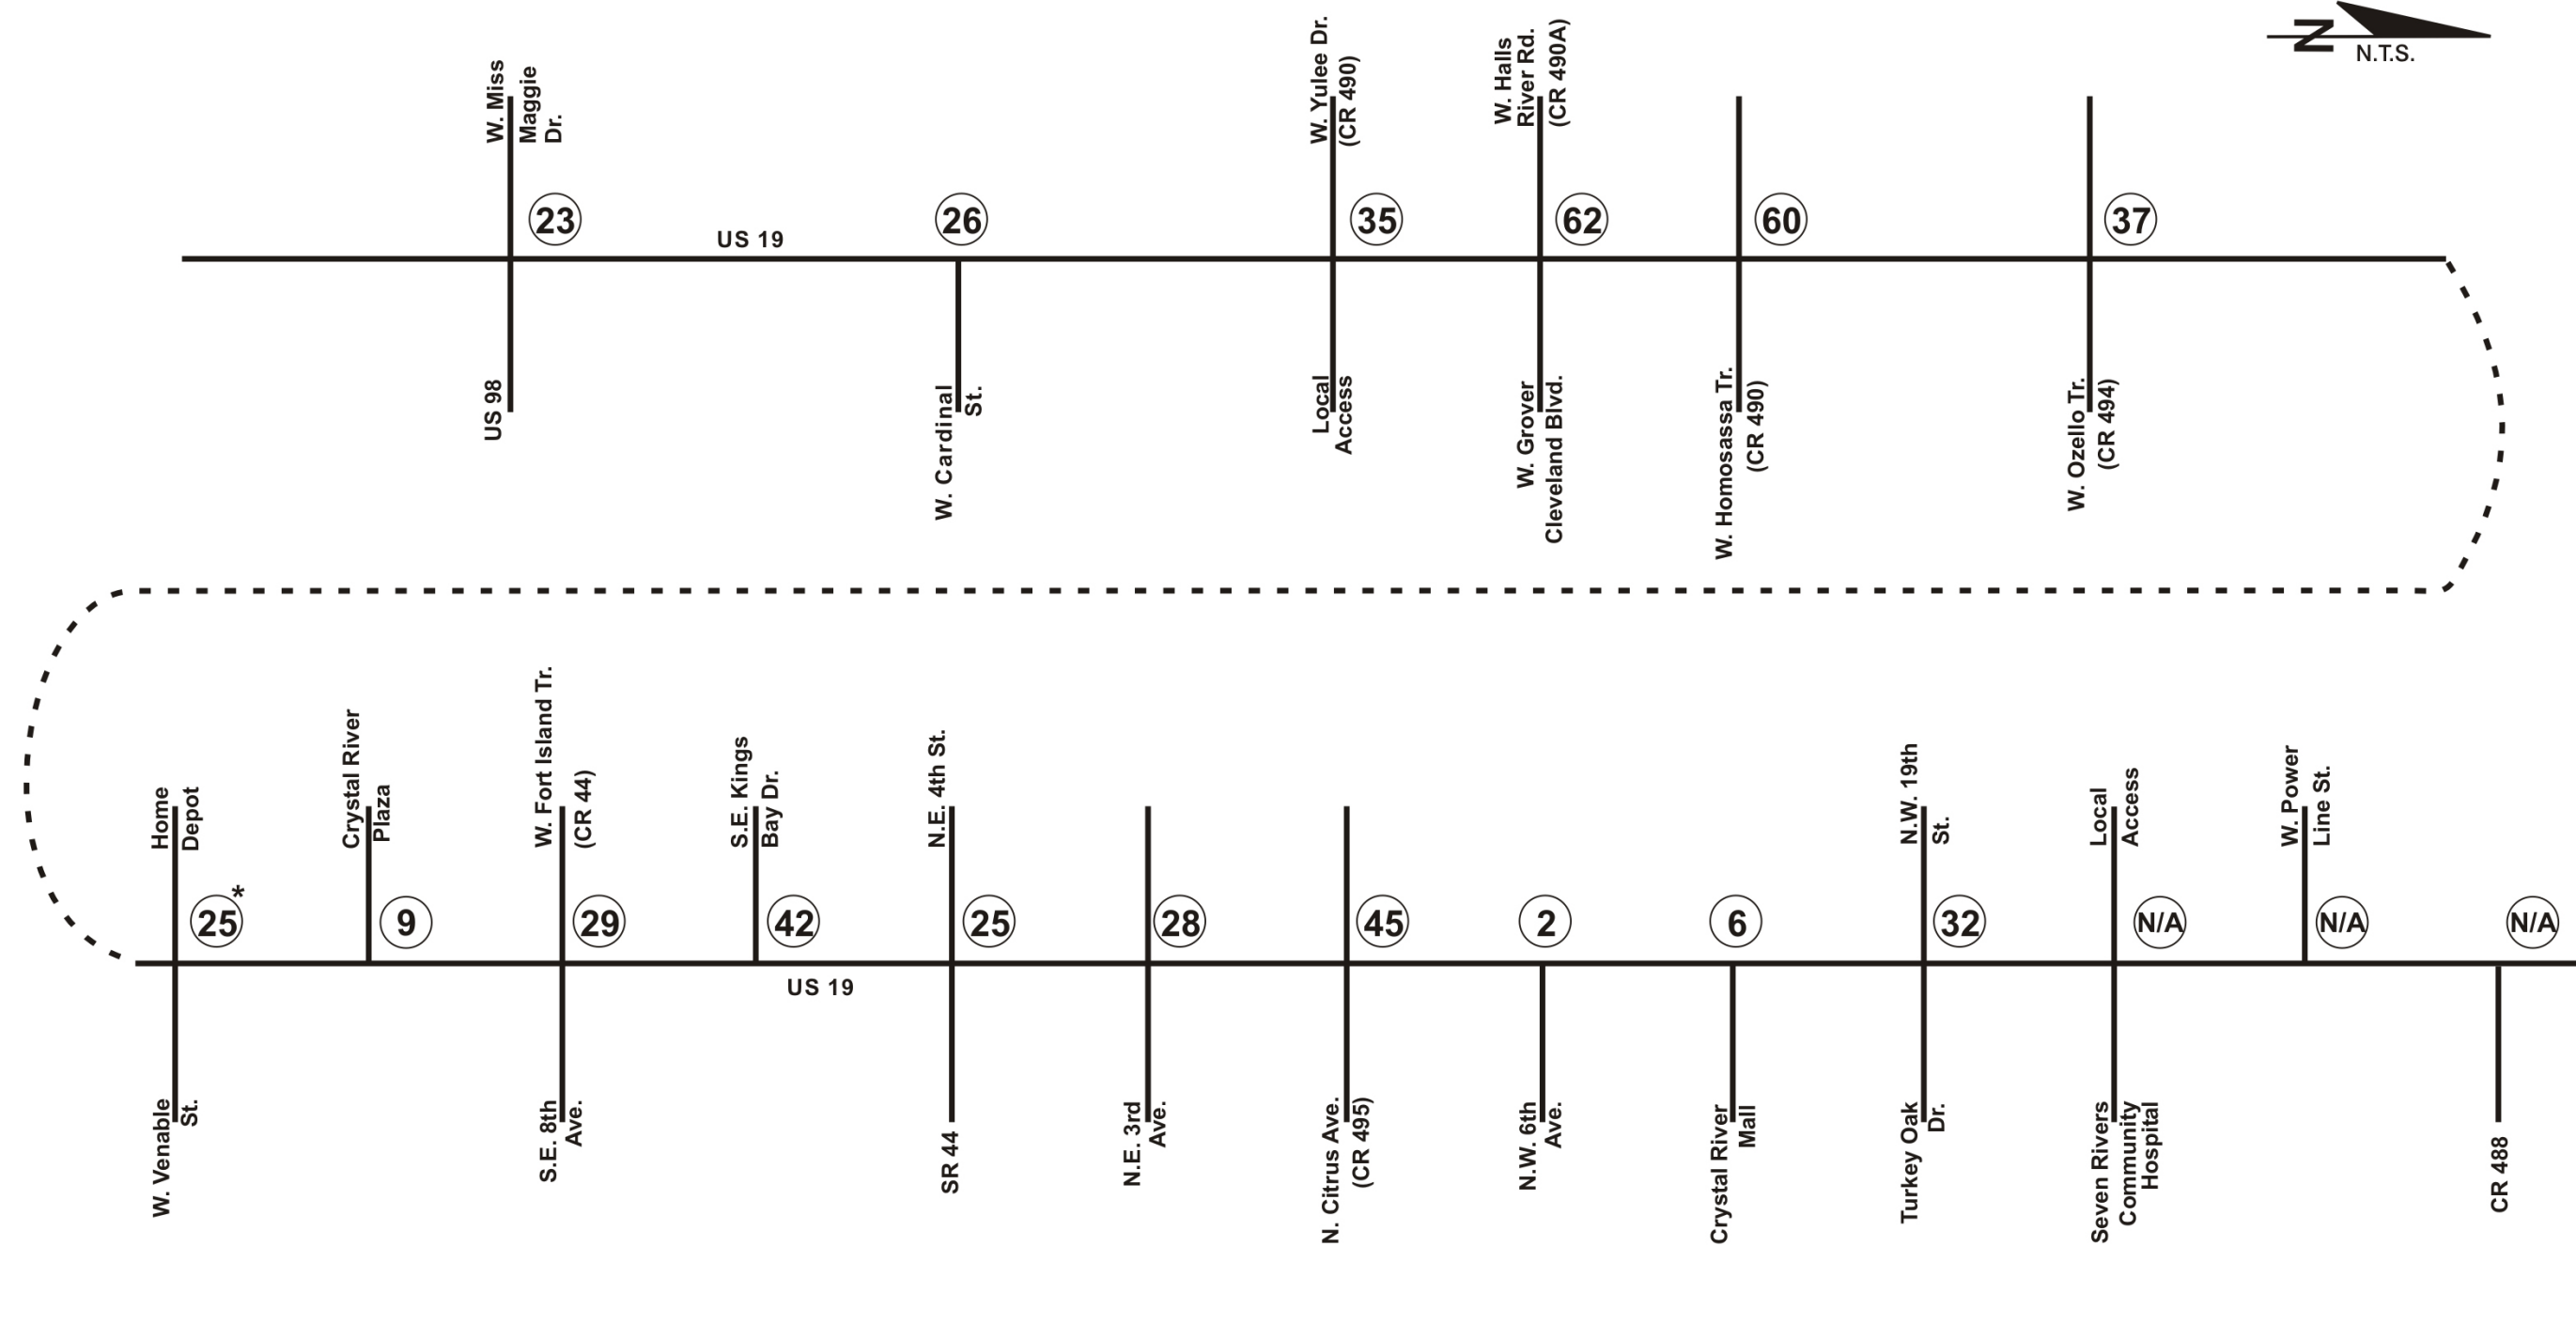 N
N.T.S.
W. Miss
Maggie
Dr.
W. Yulee Dr.
(CR 490)
W. Halls
River Rd.
(CR 490A)
23
26
35
62
60
37
US 19
US 98
W. Cardinal
St.
Local
Access
W. Grover
Cleveland Blvd.
W. Homosassa Tr.
(CR 490)
W. Ozello Tr.
(CR 494)
Home
Depot
Crystal River
Plaza
W. Fort Island Tr.
(CR 44)
S.E. Kings
Bay Dr.
N.E. 4th St.
N.W. 19th
St.
Local
Access
W. Power
Line St.
25*
9
29
42
25
28
45
2
6
32
N/A
N/A
N/A
US 19
W. Venable
St.
S.E. 8th
Ave.
SR 44
N.E. 3rd
Ave.
N. Citrus Ave.
(CR 495)
N.W. 6th
Ave.
Crystal River
Mall
Turkey Oak
Dr.
Seven Rivers
Community
Hospital
CR 488